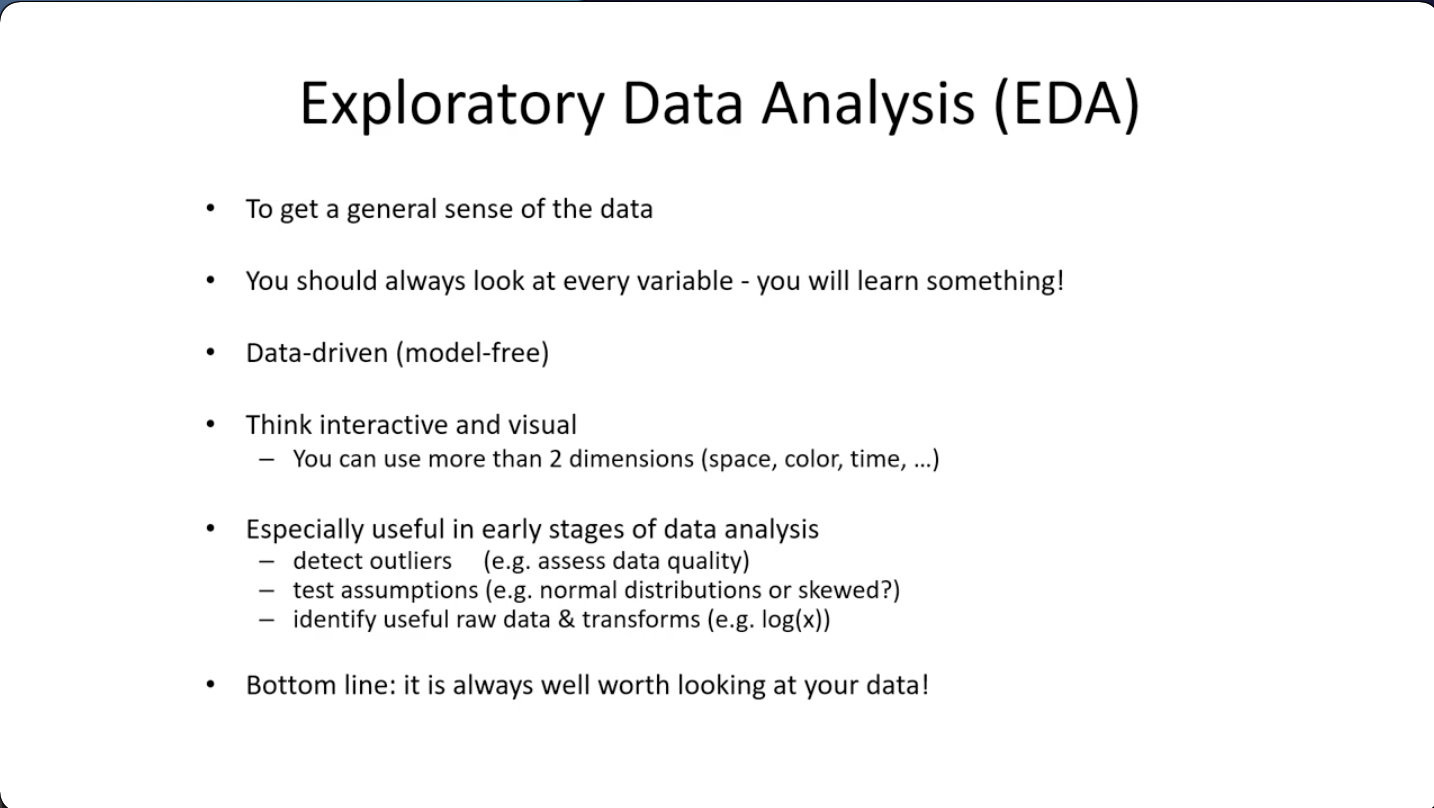 Exploratory Data Analysis (EDA)
• To get a general sense of the data
• You should always look at every variable - you will learn something!
• Data-driven (model-free)
• Think interactive and visual
– You can use more than 2 dimensions (space, color, time, ...)
• Especially useful in early stages of data analysis
– detect outliers (e.g. assess data quality)
– test assumptions (e.g. normal distributions or skewed?)
– identify useful raw data & transforms (e.g. log(x))
• Bottom line: it is always well worth looking at your data!